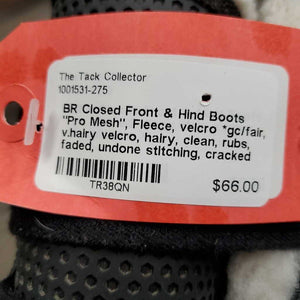 The Tack Collector
1001531-275
BR Closed Front & Hind Boots
"Pro Mesh", Fleece, velcro *gc/fair,
v.hairy velcro, hairy, clean, rubs,
faded, undone stitching, cracked
TR38QN
$66.00